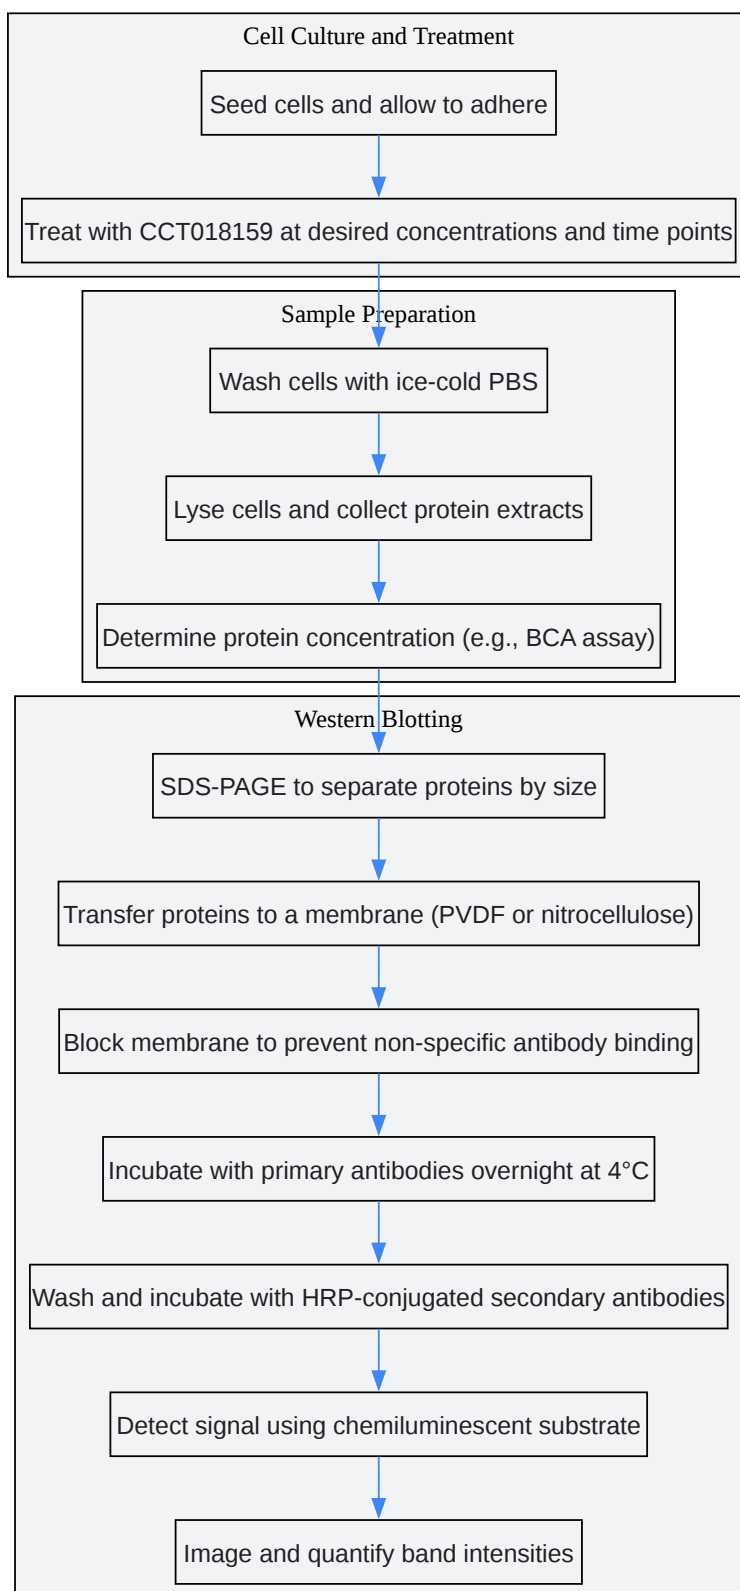 Cell Culture and Treatment
Seed cells and allow to adhere
Treat with CCT018159 at desired concentrations and time points
Sample Preparation
Wash cells with ice-cold PBS
Lyse cells and collect protein extracts
Determine protein concentration (e.g., BCA assay)
Western Blotting
SDS-PAGE to separate proteins by size
Transfer proteins to a membrane (PVDF or nitrocellulose)
Block membrane to prevent non-specific antibody binding
Incubate with primary antibodies overnight at 4°C
Wash and incubate with HRP-conjugated secondary antibodies
Detect signal using chemiluminescent substrate
Image and quantify band intensities